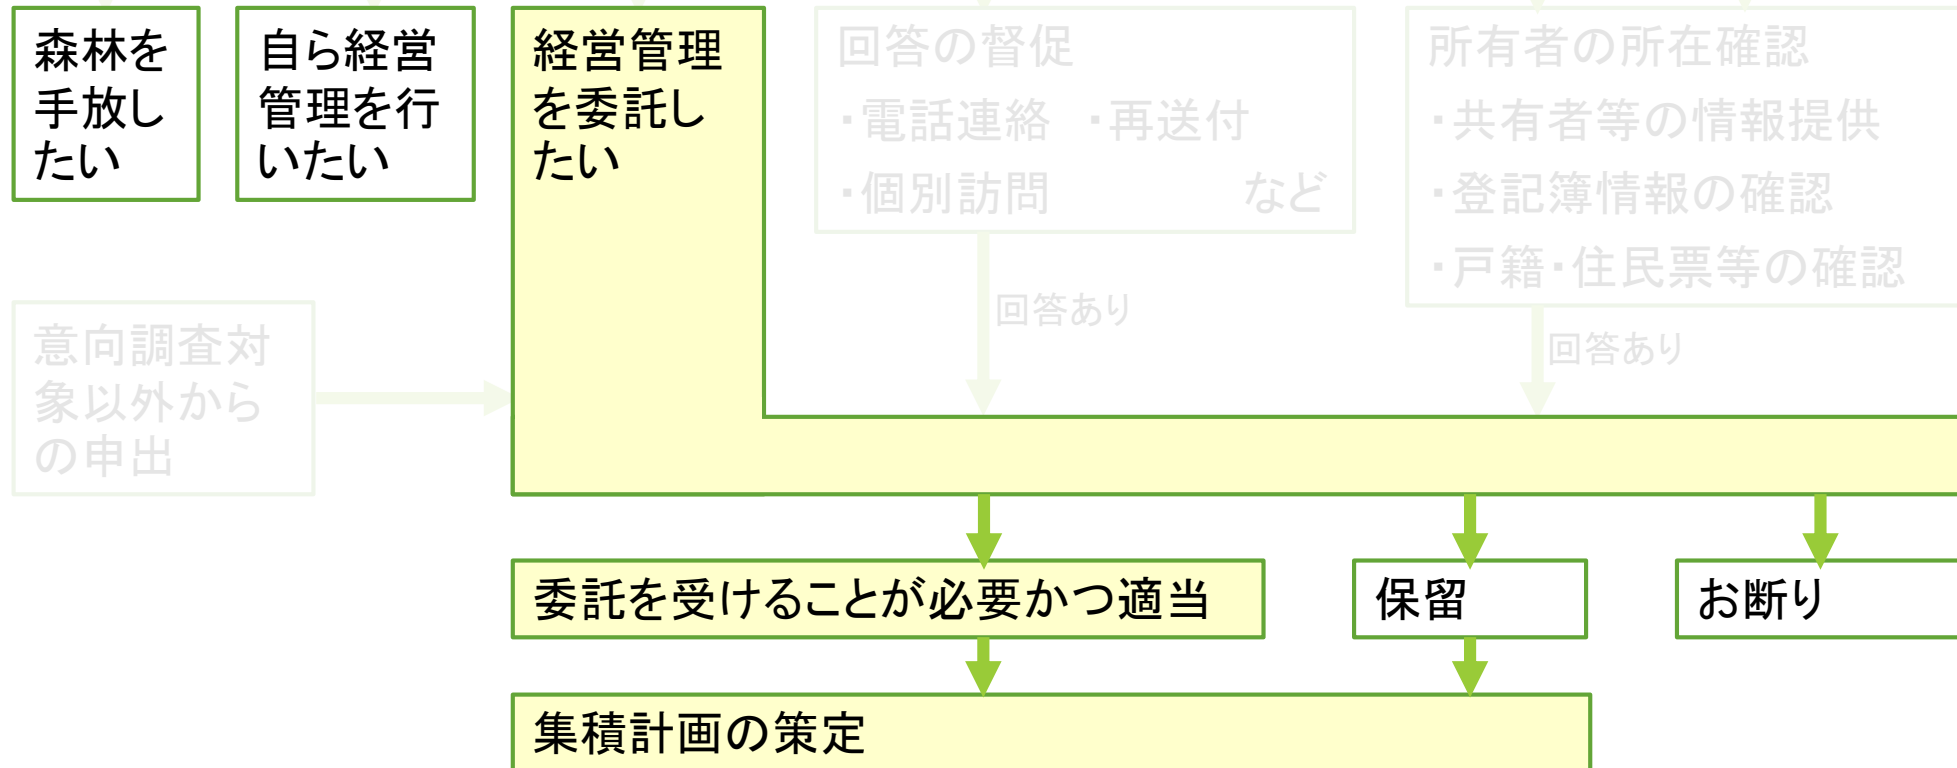 森林を
手放し
たい
自ら経営
管理を行
いたい
経営管理
を委託し
たい
回答の督促
・電話連絡　・再送付
・個別訪問　　　　など
所有者の所在確認
・共有者等の情報提供
・登記簿情報の確認
・戸籍・住民票等の確認
回答あり
回答あり
意向調査対
象以外から
の申出
委託を受けることが必要かつ適当
保留
お断り
集積計画の策定